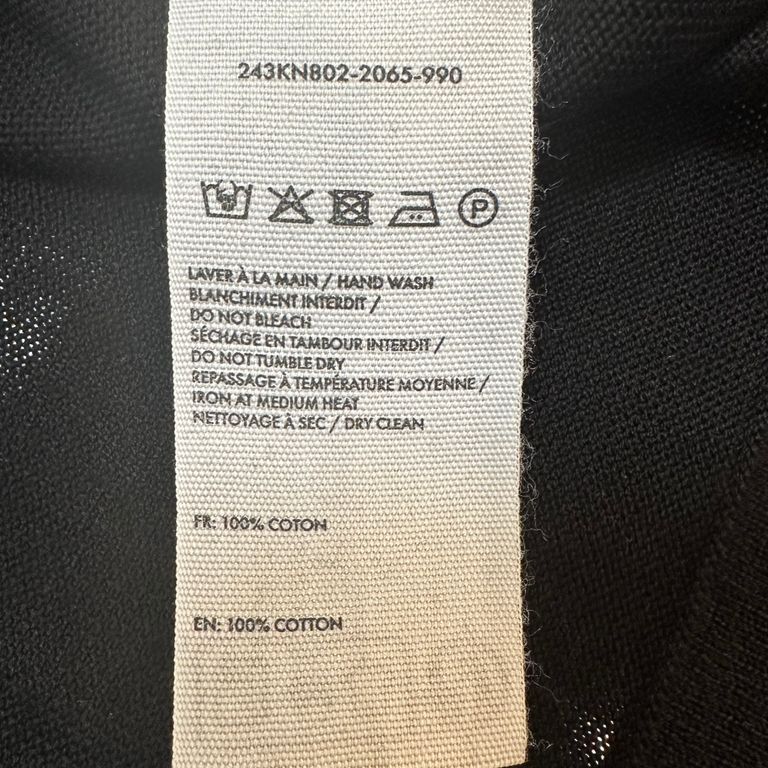 243KN802-2065-990
P
LAVER À LA MAIN / HAND WASH
BLANCHIMENT INTERDIT /
DO NOT BLEACH
SÉCHAGE EN TAMBOUR INTERDIT /
DO NOT TUMBLE DRY
REPASSAGE À TEMPÉRATURE MOYENNE /
IRON AT MEDIUM HEAT
NETTOYAGE À SEC / DRY CLEAN
FR: 100% COTON
EN: 100% COTTON